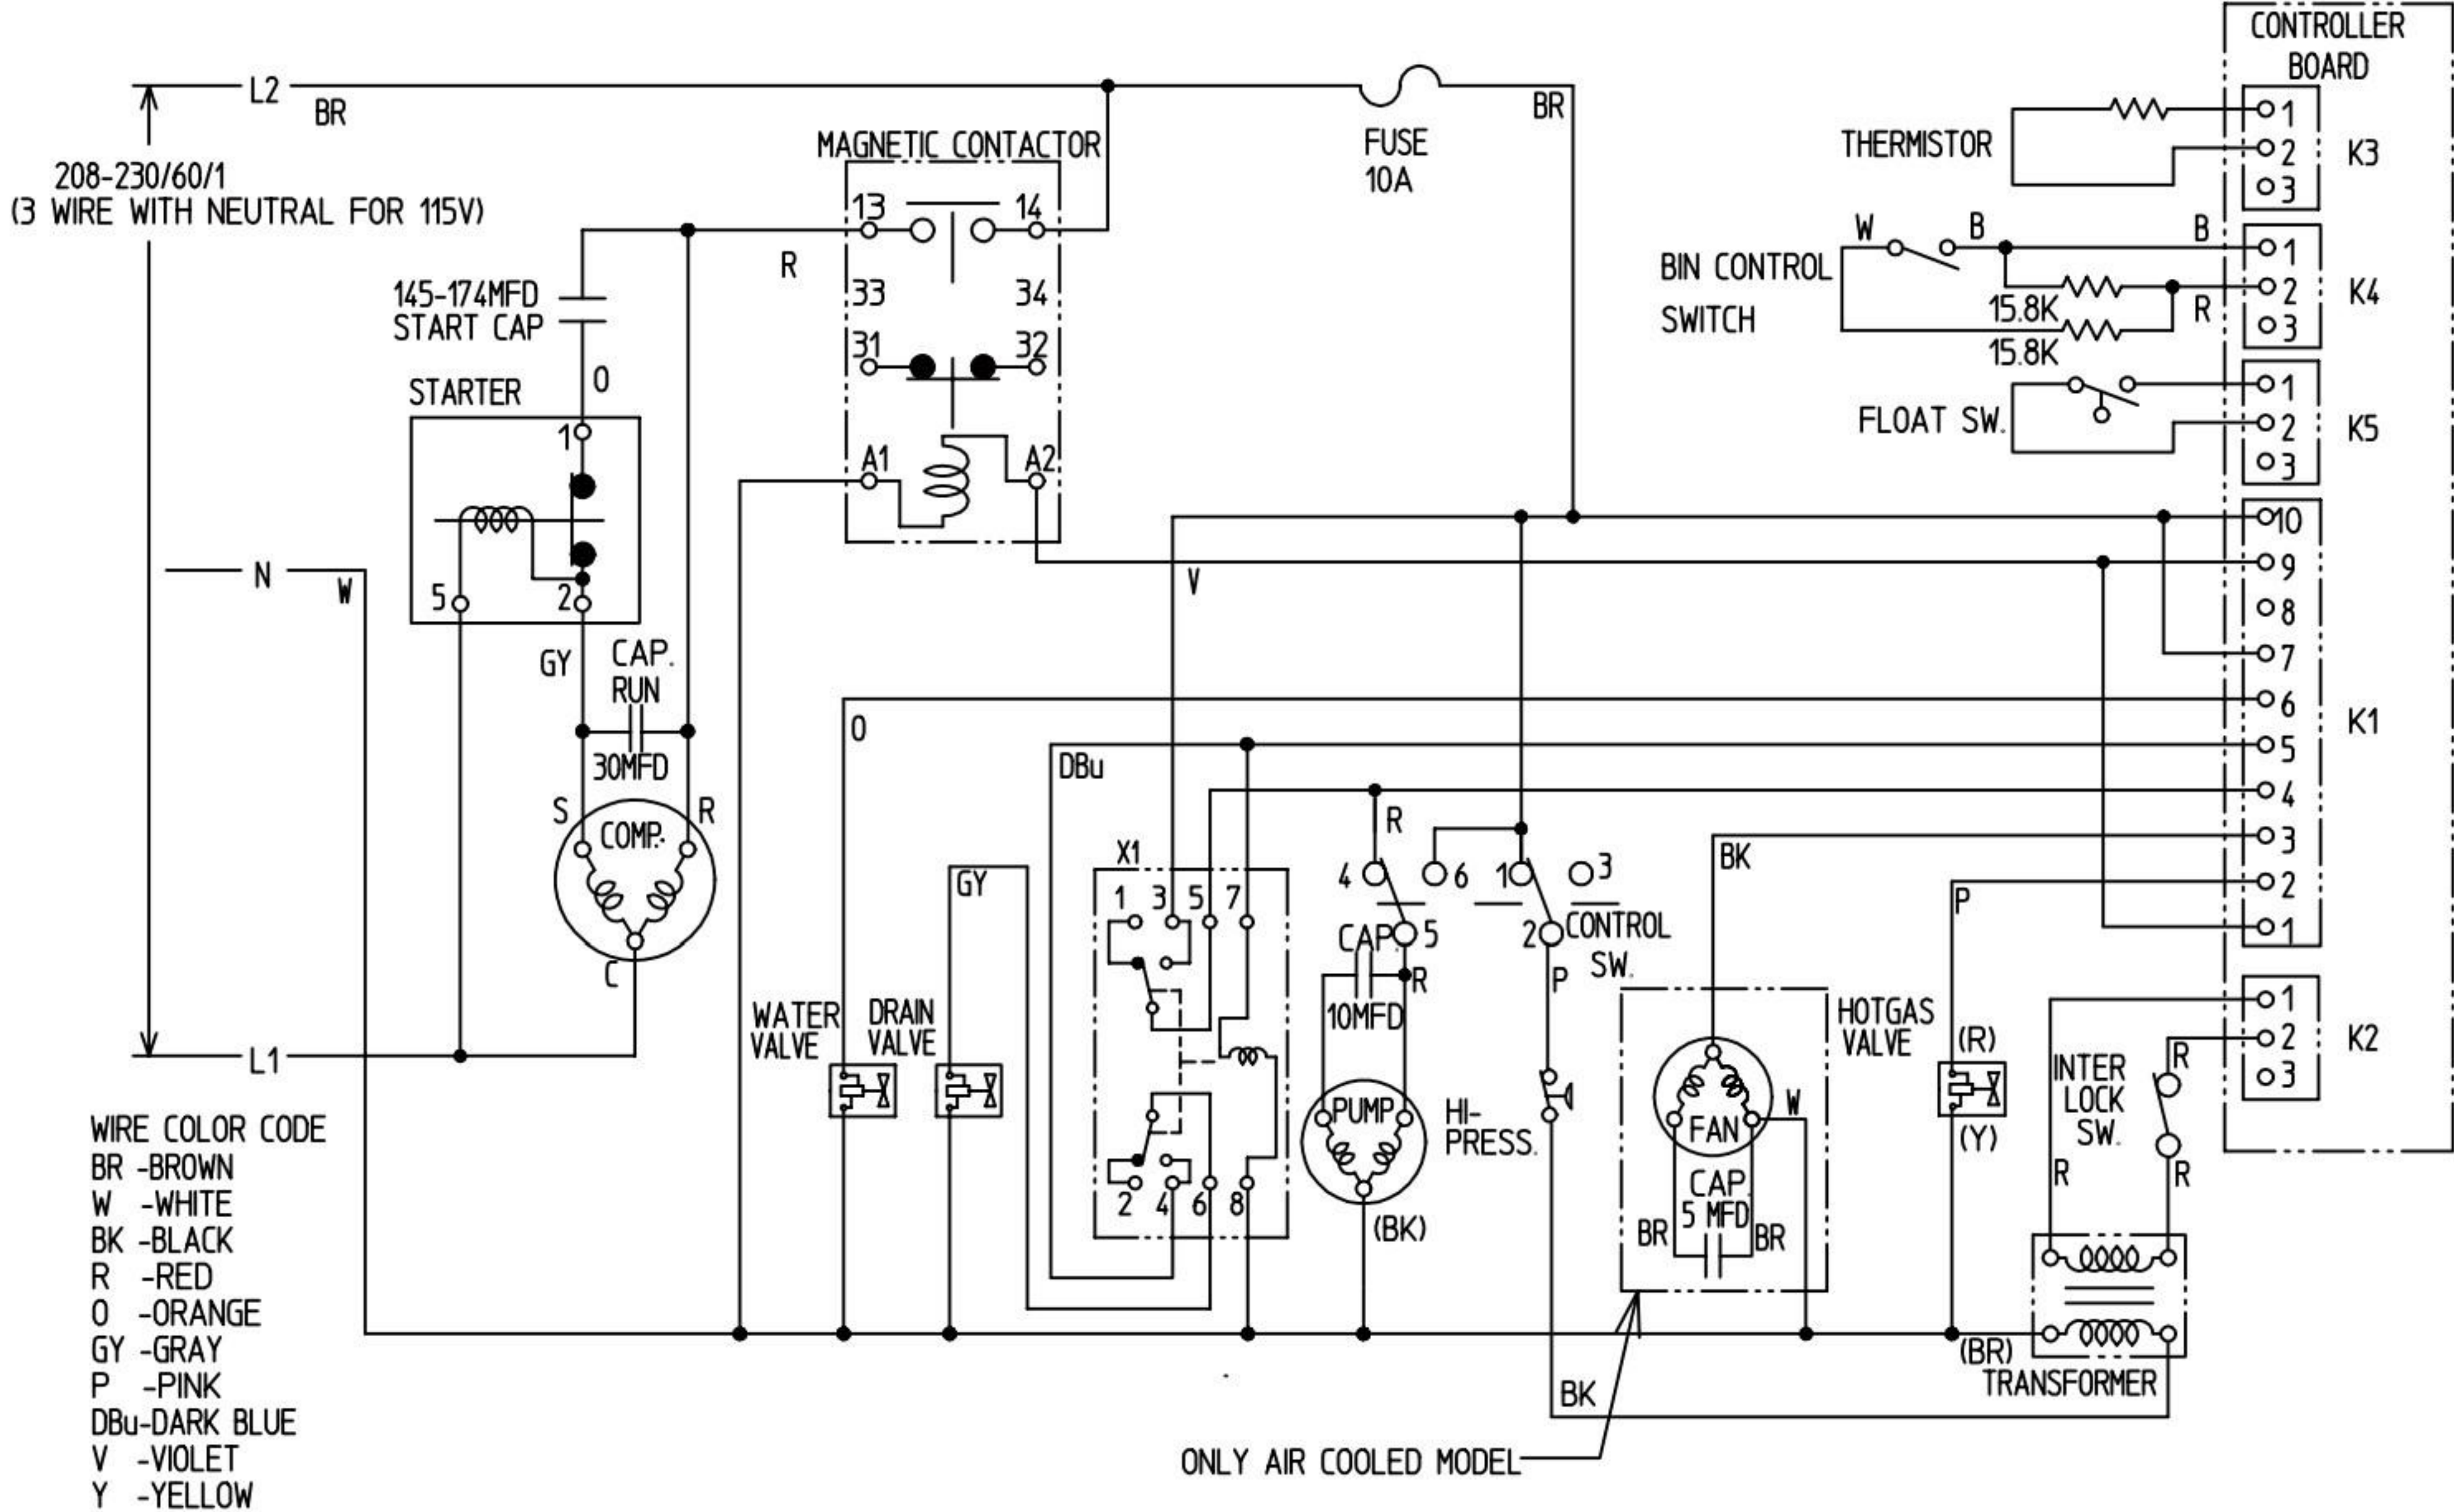 L2
BR
208-230/60/1
(3 WIRE WITH NEUTRAL FOR 115V)
145-174MFD
START CAP
O
STARTER
1
5
2
N
W
GY
CAP.
RUN
30MFD
S
R
COMP.
C
L1
MAGNETIC CONTACTOR
13
14
R
33
34
31
32
A1
A2
FUSE
10A
BR
V
O
DBu
WATER
VALVE
DRAIN
VALVE
GY
X1
1 3 5 7
2 4 6 8
R
4
6
1
3
5
2
CONTROL
SW.
CAP.
R
10MFD
PUMP
(BK)
P
HI-
PRESS.
BK
BK
FAN
W
CAP.
5 MFD
BR
BR
ONLY AIR COOLED MODEL
HOTGAS
VALVE
P
(R)
(Y)
INTER
LOCK
SW.
R
R
R
(BR)
TRANSFORMER
CONTROLLER
BOARD
THERMISTOR
1
2
3
K3
BIN CONTROL
SWITCH
W
B
B
15.8K
R
15.8K
1
2
3
K4
FLOAT SW.
1
2
3
K5
10
9
8
7
6
5
4
3
2
1
K1
1
2
3
K2
WIRE COLOR CODE
BR -BROWN
W -WHITE
BK -BLACK
R -RED
O -ORANGE
GY -GRAY
P -PINK
DBu-DARK BLUE
V -VIOLET
Y -YELLOW